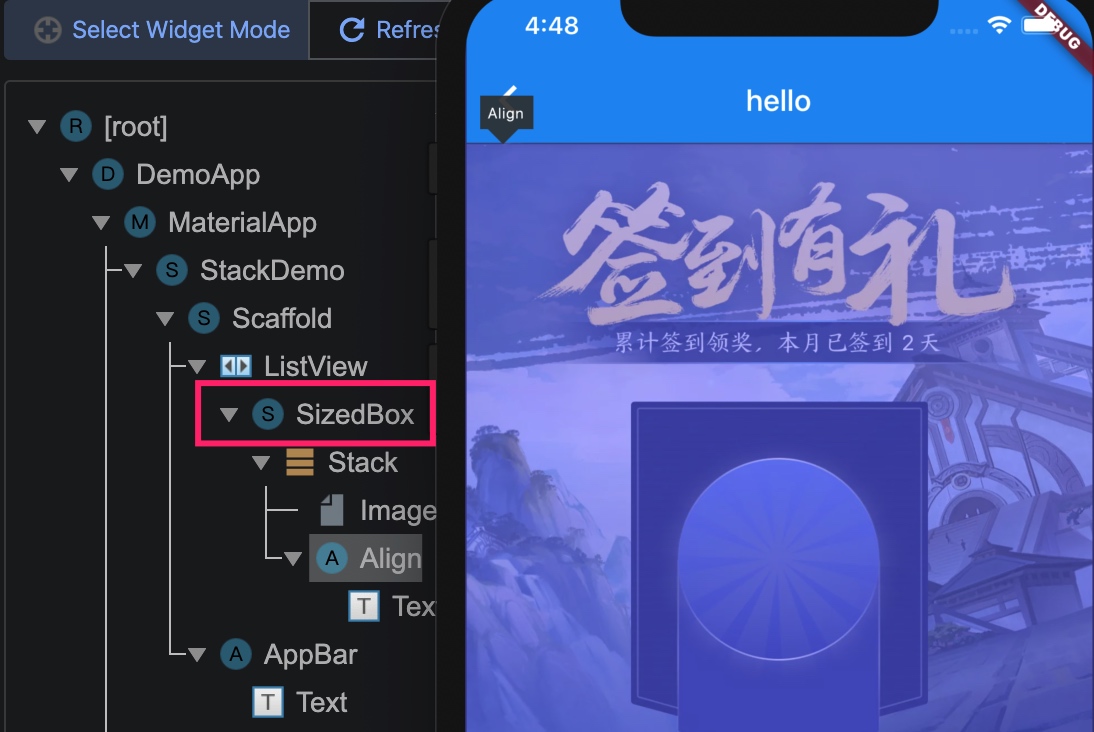 Select Widget Mode
Refres
R [root]
D DemoApp
M MaterialApp
S StackDemo
S Scaffold
ListView
S SizedBox
Stack
Image
A Align
T Tex
A AppBar
T Text
4:48
DEBUG
hello
Align
签到有礼
累计签到领奖，本月已签到 2 天